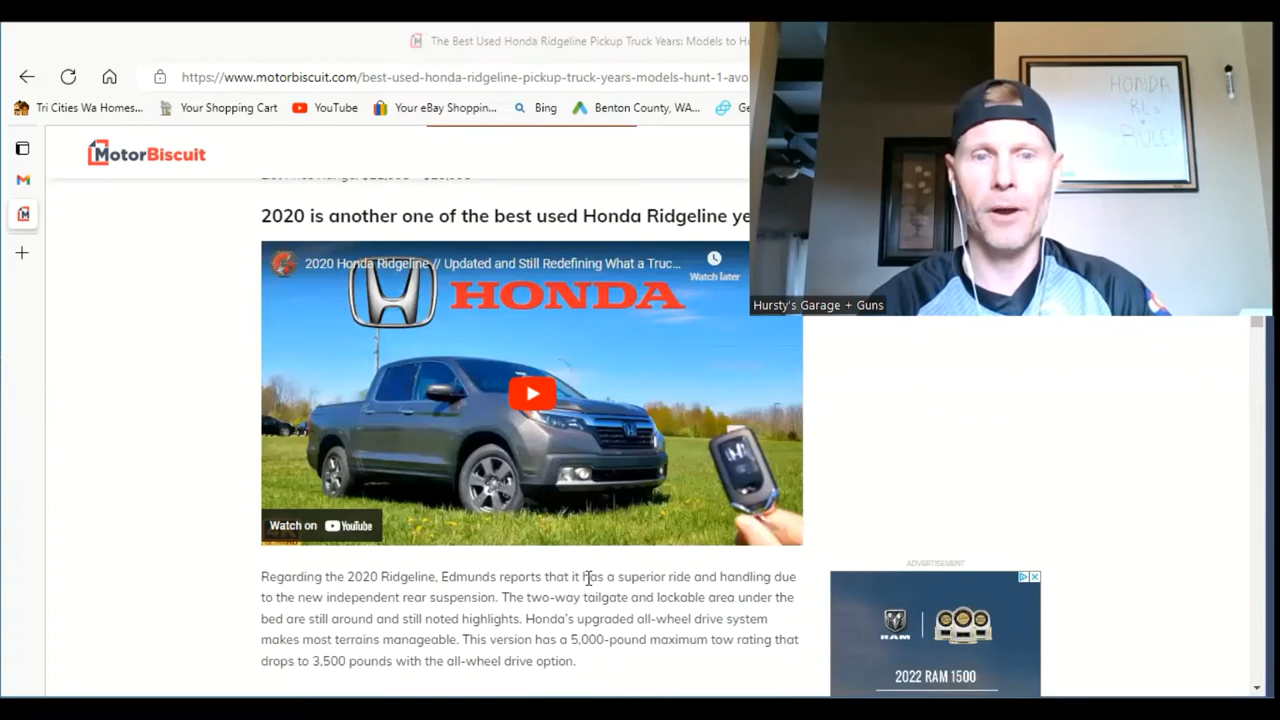 The Best Used Honda Ridgeline Pickup Truck Years: Models to Hu
https://www.motorbiscuit.com/best-used-honda-ridgeline-pickup-truck-years-models-hunt-1-avo
Tri Cities Wa Homes... Your Shopping Cart YouTube Your eBay Shoppin... Bing Benton County, WA... Ge
MotorBiscuit
HONDA
"RLs"
RULE!
2020 is another one of the best used Honda Ridgeline ye
2020 Honda Ridgeline // Updated and Still Redefining What a Truc...
Watch later
HONDA
Hursty's Garage + Guns
Watch on YouTube
Regarding the 2020 Ridgeline, Edmunds reports that it has a superior ride and handling due
to the new independent rear suspension. The two-way tailgate and lockable area under the
bed are still around and still noted highlights. Honda's upgraded all-wheel drive system
makes most terrains manageable. This version has a 5,000-pound maximum tow rating that
drops to 3,500 pounds with the all-wheel drive option.
ADVERTISEMENT
RAM
2022 RAM 1500